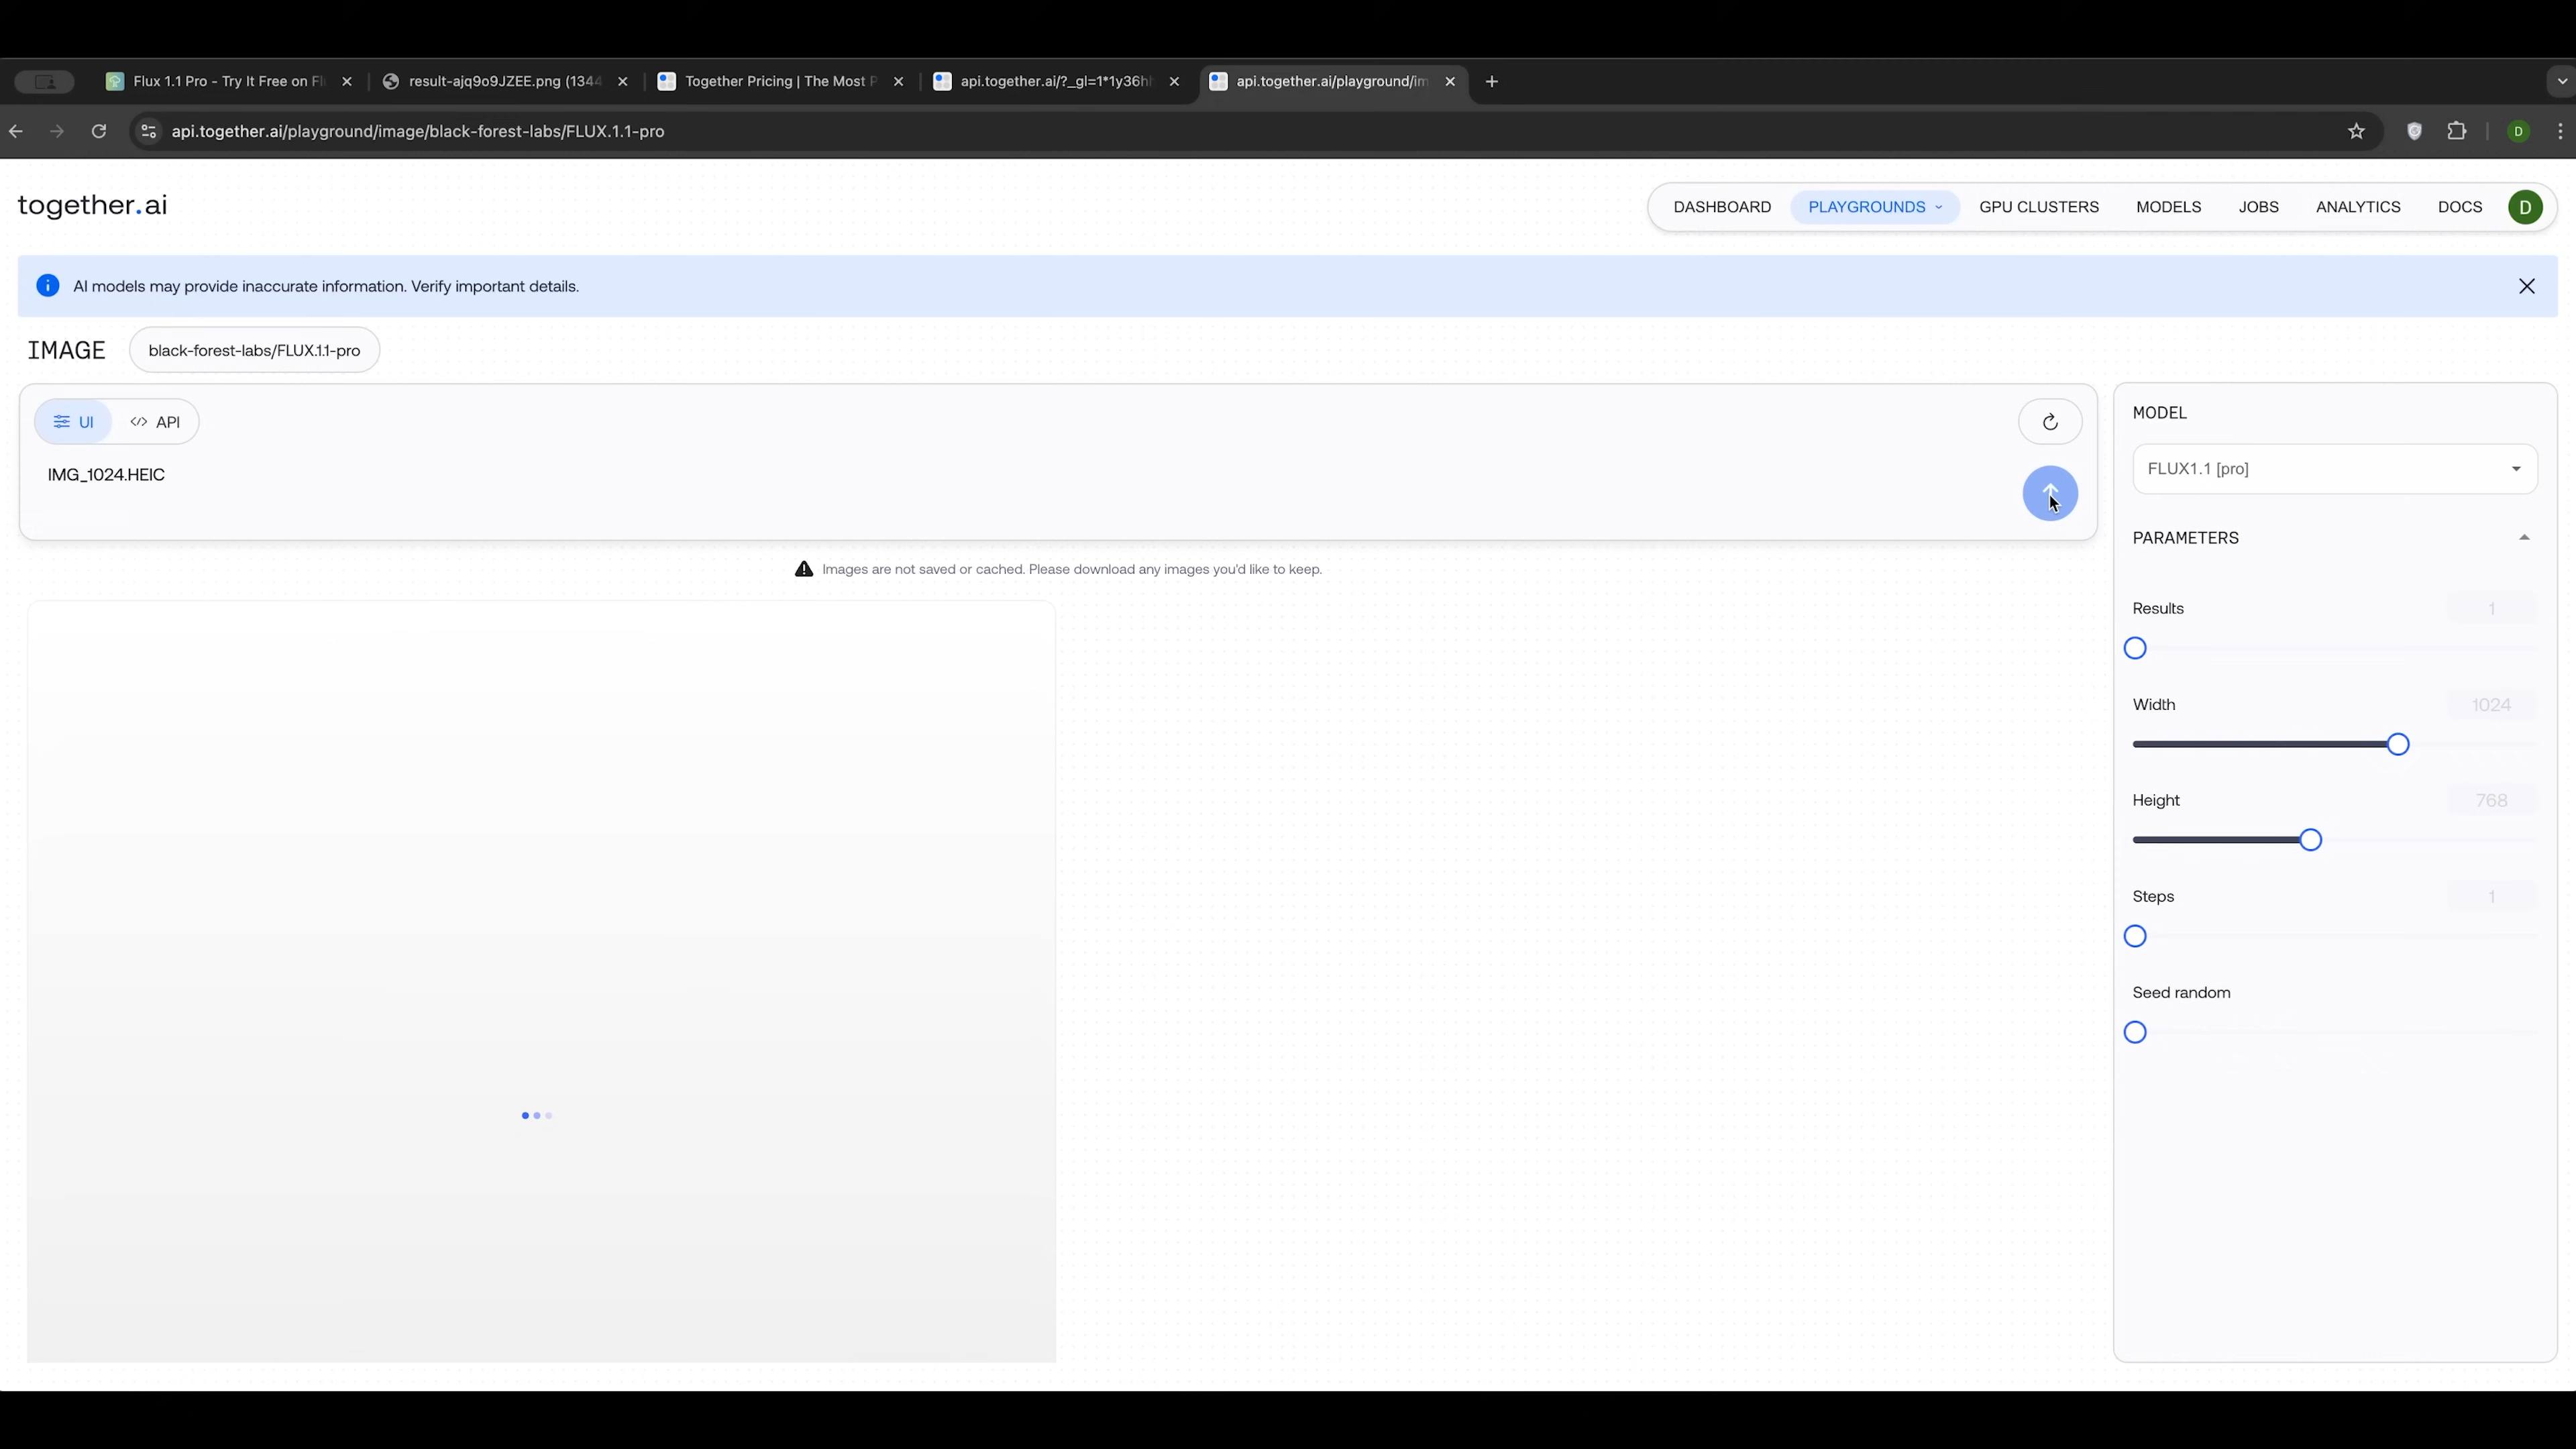 Flux 1.1 Pro - Try It Free on Fl
result-ajq9o9JZEE.png (1344
Together Pricing | The Most P
api.together.ai/?_gl=1*1y36hl
api.together.ai/playground/im
api.together.ai/playground/image/black-forest-labs/FLUX.1.1-pro
D
together.ai
DASHBOARD
PLAYGROUNDS
GPU CLUSTERS
MODELS
JOBS
ANALYTICS
DOCS
D
AI models may provide inaccurate information. Verify important details.
IMAGE
black-forest-labs/FLUX.1.1-pro
UI
API
IMG_1024.HEIC
Images are not saved or cached. Please download any images you'd like to keep.
MODEL
FLUX1.1 [pro]
PARAMETERS
Results
1
Width
1024
Height
768
Steps
1
Seed random